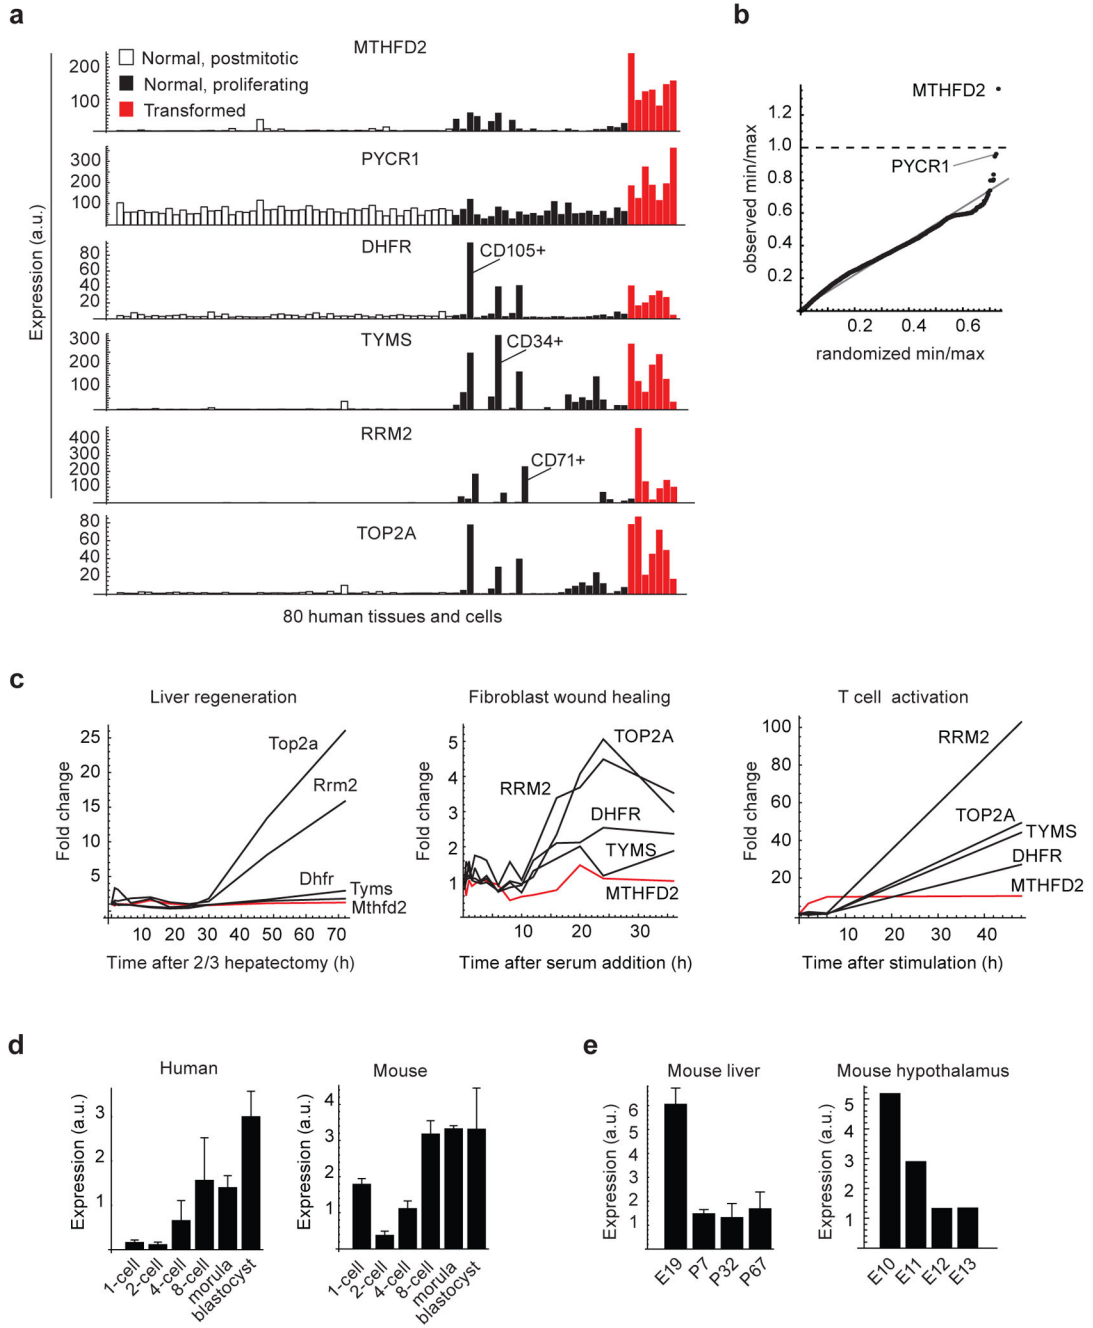 a
MTHFD2
Normal, postmitotic
Normal, proliferating
Transformed
200
100
PYCR1
300
200
100
DHFR
CD105+
80
60
40
20
TYMS
CD34+
300
200
100
RRM2
CD71+
400
300
200
100
TOP2A
80
60
40
20
Expression (a.u.)
80 human tissues and cells
b
MTHFD2
PYCR1
1.2
1.0
0.8
0.6
0.4
0.2
observed min/max
0.2 0.4 0.6
randomized min/max
c
Liver regeneration
25
20
15
10
5
Fold change
Top2a
Rrm2
Dhfr
Tyms
Mthfd2
10 20 30 40 50 60 70
Time after 2/3 hepatectomy (h)
Fibroblast wound healing
5
4
3
2
1
Fold change
TOP2A
RRM2
DHFR
TYMS
MTHFD2
10 20 30
Time after serum addition (h)
T cell activation
100
80
60
40
20
Fold change
RRM2
TOP2A
TYMS
DHFR
MTHFD2
10 20 30 40
Time after stimulation (h)
d
Human
3
2
1
Expression (a.u.)
1-cell
2-cell
4-cell
8-cell
morula
blastocyst
Mouse
4
3
2
1
Expression (a.u.)
1-cell
2-cell
4-cell
8-cell
morula
blastocyst
e
Mouse liver
6
5
4
3
2
1
Expression (a.u.)
E19
P7
P32
P67
Mouse hypothalamus
5
4
3
2
1
Expression (a.u.)
E10
E11
E12
E13